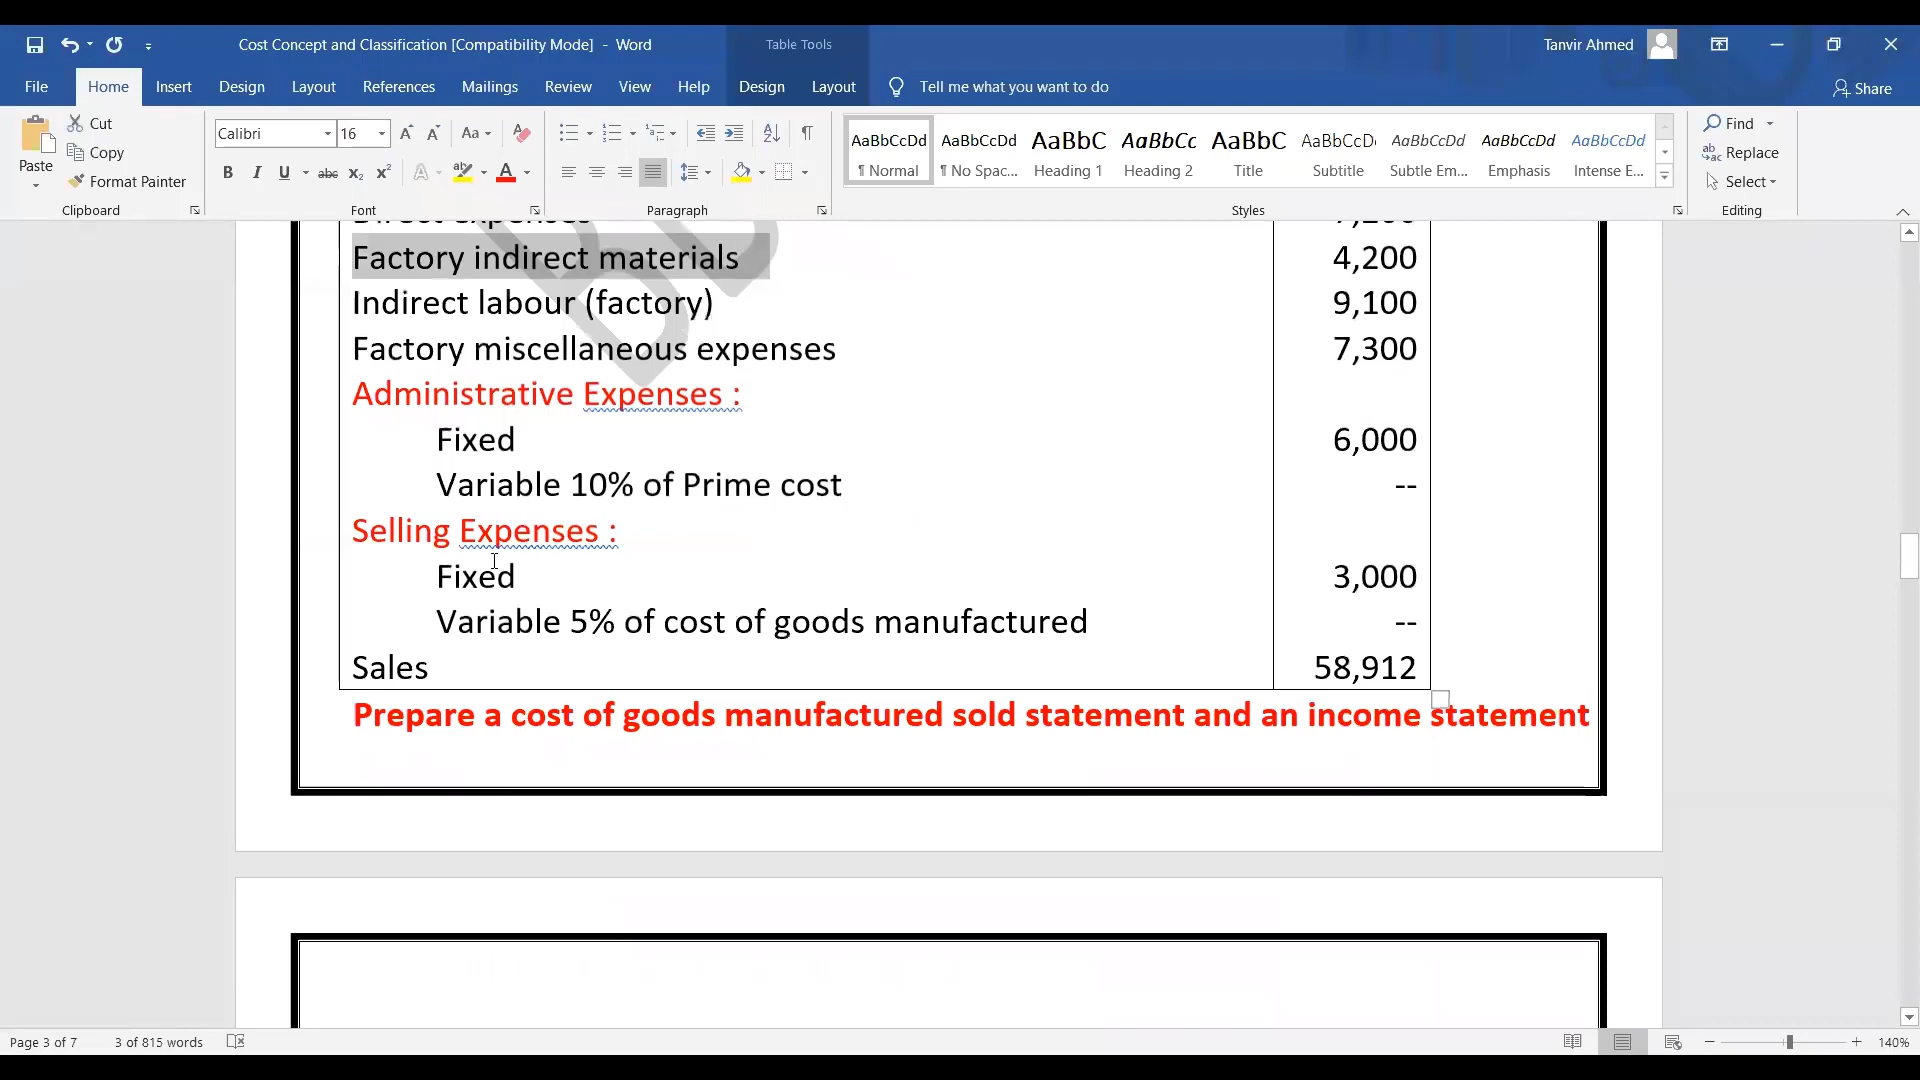 Cost Concept and Classification [Compatibility Mode] - Word
Table Tools
Tanvir Ahmed
File Home Insert Design Layout References Mailings Review View Help Design Layout Tell me what you want to do
Share
Paste
Cut
Copy
Format Painter
Clipboard
Calibri 16
Font
Paragraph
AaBbCcDd AaBbCcDd AaBbC AaBbCc AaBbC AaBbCcD AaBbCcDd AaBbCcDd AaBbCcDd
¶ Normal ¶ No Spac... Heading 1 Heading 2 Title Subtitle Subtle Em... Emphasis Intense E...
Styles
Find
Replace
Select
Editing
Direct expenses 7,200
Factory indirect materials 4,200
Indirect labour (factory) 9,100
Factory miscellaneous expenses 7,300
Administrative Expenses :
Fixed 6,000
Variable 10% of Prime cost --
Selling Expenses :
Fixed 3,000
Variable 5% of cost of goods manufactured --
Sales 58,912
Prepare a cost of goods manufactured sold statement and an income statement
Page 3 of 7 3 of 815 words 140%